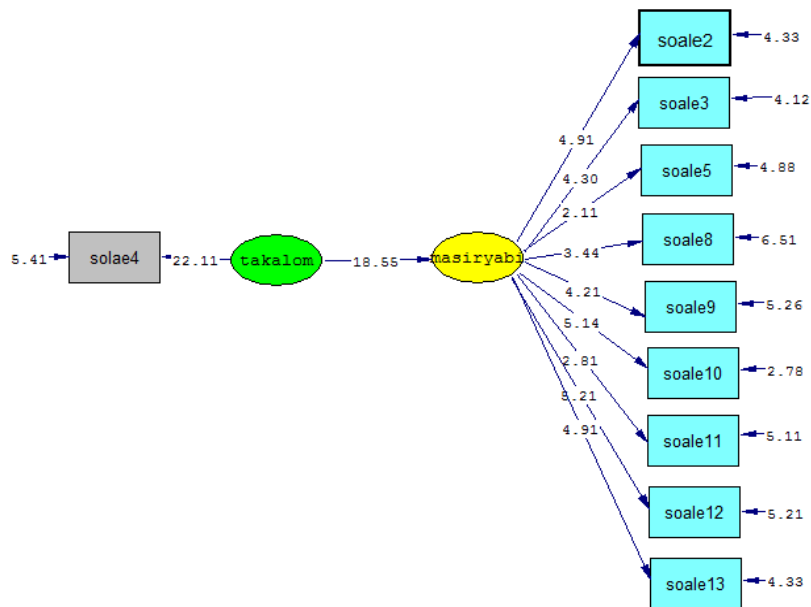 soale2
4.33
soale3
4.12
4.91
soale5
4.88
4.30
2.11
soale8
6.51
5.41
solae4
22.11
takalom
18.55
masiryabi
3.44
4.21
soale9
5.26
5.14
soale10
2.78
2.81
soale11
5.11
4.91
soale12
5.21
soale13
4.33